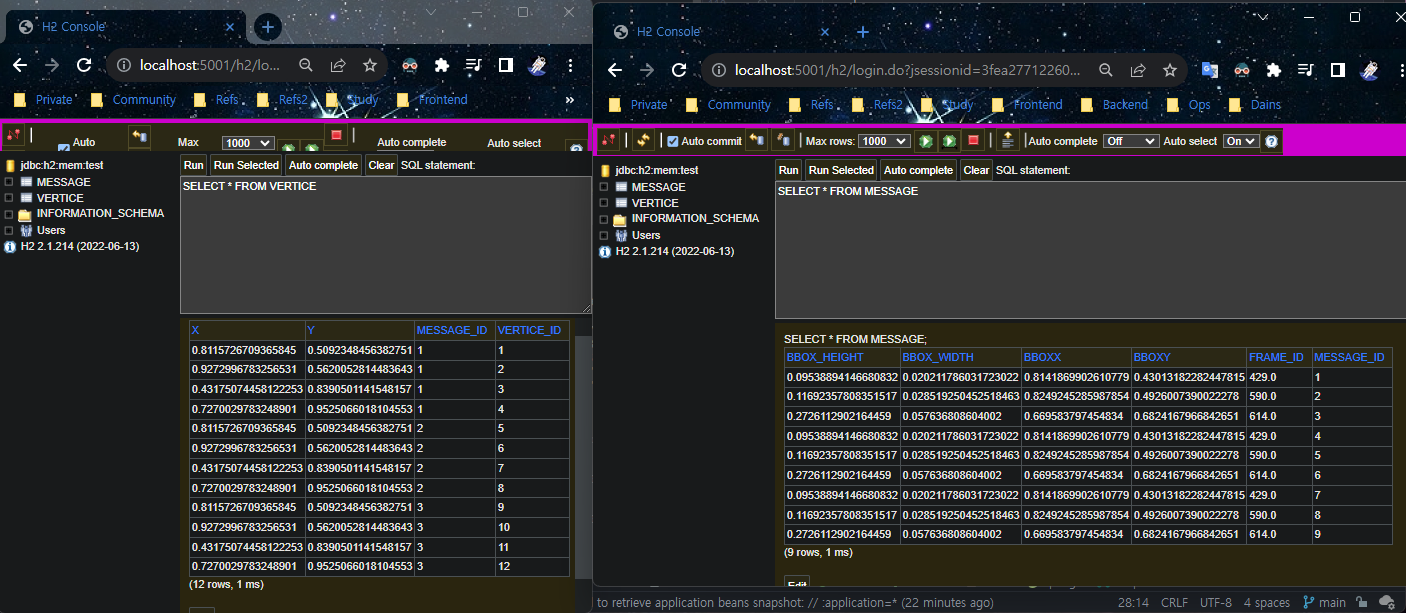 H2 Console
localhost:5001/h2/lo...
Private Community Refs Refs2 Study Frontend »
Auto Max 1000 Auto complete Auto select
jdbc:h2:mem:test
MESSAGE
VERTICE
INFORMATION_SCHEMA
Users
H2 2.1.214 (2022-06-13)
Run Run Selected Auto complete Clear SQL statement:
SELECT * FROM VERTICE
X Y MESSAGE_ID VERTICE_ID
0.8115726709365845 0.5092348456382751 1 1
0.9272996783256531 0.5620052814483643 1 2
0.43175074458122253 0.8390501141548157 1 3
0.7270029783248901 0.9525066018104553 1 4
0.8115726709365845 0.5092348456382751 2 5
0.9272996783256531 0.5620052814483643 2 6
0.43175074458122253 0.8390501141548157 2 7
0.7270029783248901 0.9525066018104553 2 8
0.8115726709365845 0.5092348456382751 3 9
0.9272996783256531 0.5620052814483643 3 10
0.43175074458122253 0.8390501141548157 3 11
0.7270029783248901 0.9525066018104553 3 12
(12 rows, 1 ms)
H2 Console
localhost:5001/h2/login.do?jsessionid=3fea27712260...
Private Community Refs Refs2 Study Frontend Backend Ops Dains
Auto commit Max rows: 1000 Auto complete Off Auto select On
jdbc:h2:mem:test
MESSAGE
VERTICE
INFORMATION_SCHEMA
Users
H2 2.1.214 (2022-06-13)
Run Run Selected Auto complete Clear SQL statement:
SELECT * FROM MESSAGE
SELECT * FROM MESSAGE;
BBOX_HEIGHT BBOX_WIDTH BBOXX BBOXY FRAME_ID MESSAGE_ID
0.09538894146680832 0.020211786031723022 0.8141869902610779 0.43013182282447815 429.0 1
0.11692357808351517 0.028519250452518463 0.8249245285987854 0.4926007390022278 590.0 2
0.2726112902164459 0.057636808604002 0.669583797454834 0.6824167966842651 614.0 3
0.09538894146680832 0.020211786031723022 0.8141869902610779 0.43013182282447815 429.0 4
0.11692357808351517 0.028519250452518463 0.8249245285987854 0.4926007390022278 590.0 5
0.2726112902164459 0.057636808604002 0.669583797454834 0.6824167966842651 614.0 6
0.09538894146680832 0.020211786031723022 0.8141869902610779 0.43013182282447815 429.0 7
0.11692357808351517 0.028519250452518463 0.8249245285987854 0.4926007390022278 590.0 8
0.2726112902164459 0.057636808604002 0.669583797454834 0.6824167966842651 614.0 9
(9 rows, 1 ms)
Edit
to retrieve application beans snapshot: // :application=* (22 minutes ago) 28:14 CRLF UTF-8 4 spaces main